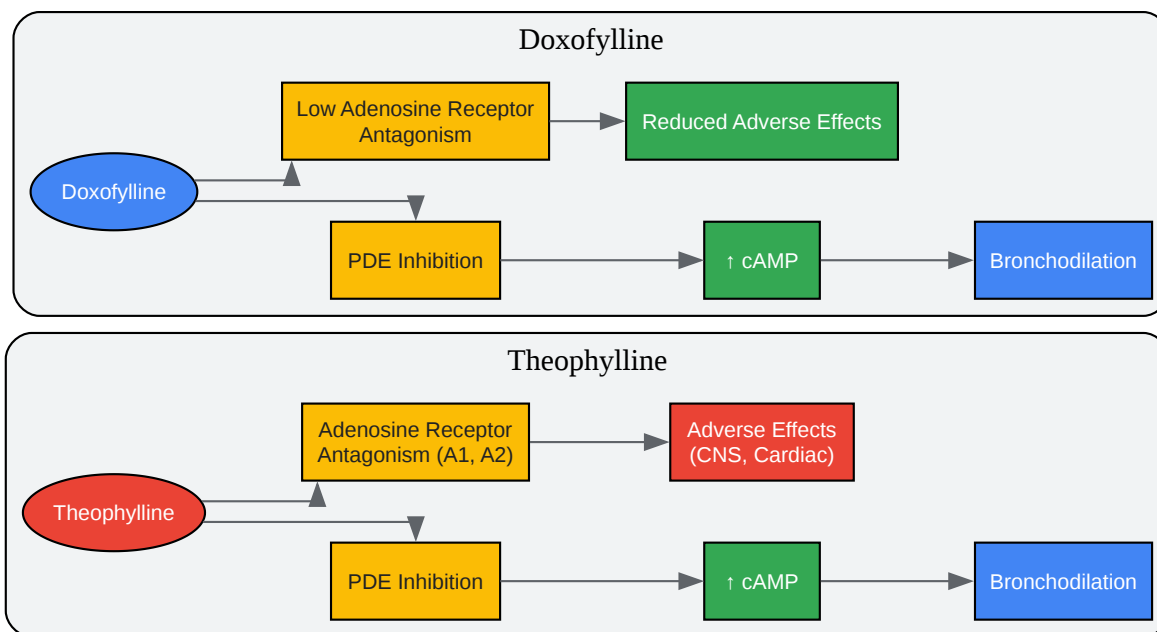 Doxofylline
Low Adenosine Receptor
Antagonism
Reduced Adverse Effects
Doxofylline
PDE Inhibition
↑ cAMP
Bronchodilation
Theophylline
Adenosine Receptor
Antagonism (A1, A2)
Adverse Effects
(CNS, Cardiac)
Theophylline
PDE Inhibition
↑ cAMP
Bronchodilation